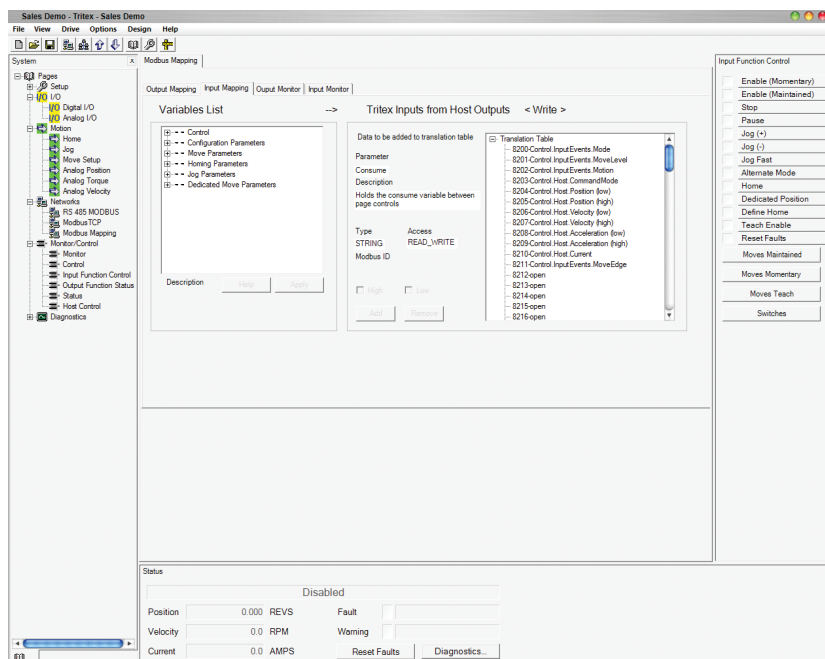 Sales Demo - Tritex - Sales Demo
File View Drive Options Design Help
System
x
Pages
Setup
I/O I/O
I/O Digital I/O
I/O Analog I/O
Motion
Home
Jog
Move Setup
Analog Position
Analog Torque
Analog Velocity
Networks
RS 485 MODBUS
ModbusTCP
Modbus Mapping
Monitor/Control
Monitor
Control
Input Function Control
Output Function Status
Status
Host Control
Diagnostics
Modbus Mapping
Output Mapping Input Mapping Ouput Monitor Input Monitor
Variables List --> Tritex Inputs from Host Outputs < Write >
Control
Configuration Parameters
Move Parameters
Homing Parameters
Jog Parameters
Dedicated Move Parameters
Description Help Apply
Data to be added to translation table
Parameter
Consume
Description
Holds the consume variable between
page controls
Type Access
STRING READ_WRITE
Modbus ID
High Low
Add Remove
Translation Table
8200-Control.InputEvents.Mode
8201-Control.InputEvents.MoveLevel
8202-Control.InputEvents.Motion
8203-Control.Host.CommandMode
8204-Control.Host.Position (low)
8205-Control.Host.Position (high)
8206-Control.Host.Velocity (low)
8207-Control.Host.Velocity (high)
8208-Control.Host.Acceleration (low)
8209-Control.Host.Acceleration (high)
8210-Control.Host.Current
8211-Control.InputEvents.MoveEdge
8212-open
8213-open
8214-open
8215-open
8216-open
Input Function Control
Enable (Momentary)
Enable (Maintained)
Stop
Pause
Jog (+)
Jog (-)
Jog Fast
Alternate Mode
Home
Dedicated Position
Define Home
Teach Enable
Reset Faults
Moves Maintained
Moves Momentary
Moves Teach
Switches
Status
Disabled
Position 0.000 REVS Fault
Velocity 0.0 RPM Warning
Current 0.0 AMPS Reset Faults Diagnostics...